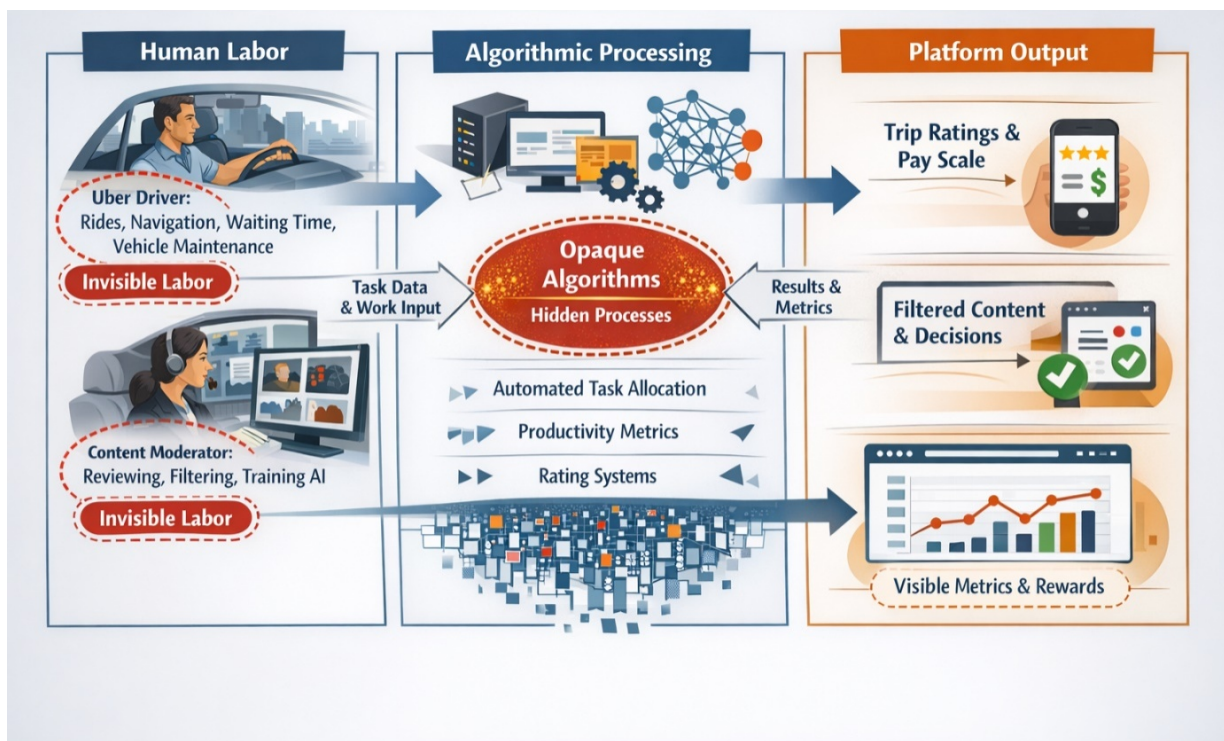 Human Labor
Uber Driver:
Rides, Navigation, Waiting Time,
Vehicle Maintenance
Invisible Labor
Content Moderator:
Reviewing, Filtering, Training AI
Invisible Labor
Algorithmic Processing
Task Data
& Work Input
Opaque
Algorithms
Hidden Processes
Results &
Metrics
Automated Task Allocation
Productivity Metrics
Rating Systems
Platform Output
Trip Ratings &
Pay Scale
$
Filtered Content
& Decisions
Visible Metrics & Rewards